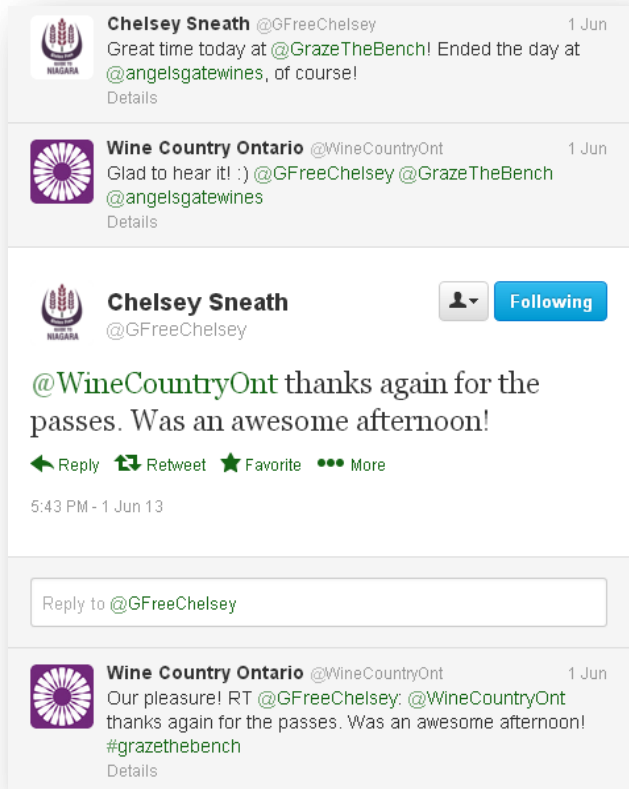 Chelsey Sneath @GFreeChelsey 1 Jun
Great time today at @GrazeTheBench! Ended the day at
@angelsgatewines, of course!
Details
NIAGARA
Wine Country Ontario @WineCountryOnt 1 Jun
Glad to hear it! :) @GFreeChelsey @GrazeTheBench
@angelsgatewines
Details
Chelsey Sneath
@GFreeChelsey
Following
NIAGARA
@WineCountryOnt thanks again for the
passes. Was an awesome afternoon!
Reply Retweet Favorite More
5:43 PM - 1 Jun 13
Reply to @GFreeChelsey
Wine Country Ontario @WineCountryOnt 1 Jun
Our pleasure! RT @GFreeChelsey: @WineCountryOnt
thanks again for the passes. Was an awesome afternoon!
#grazethebench
Details